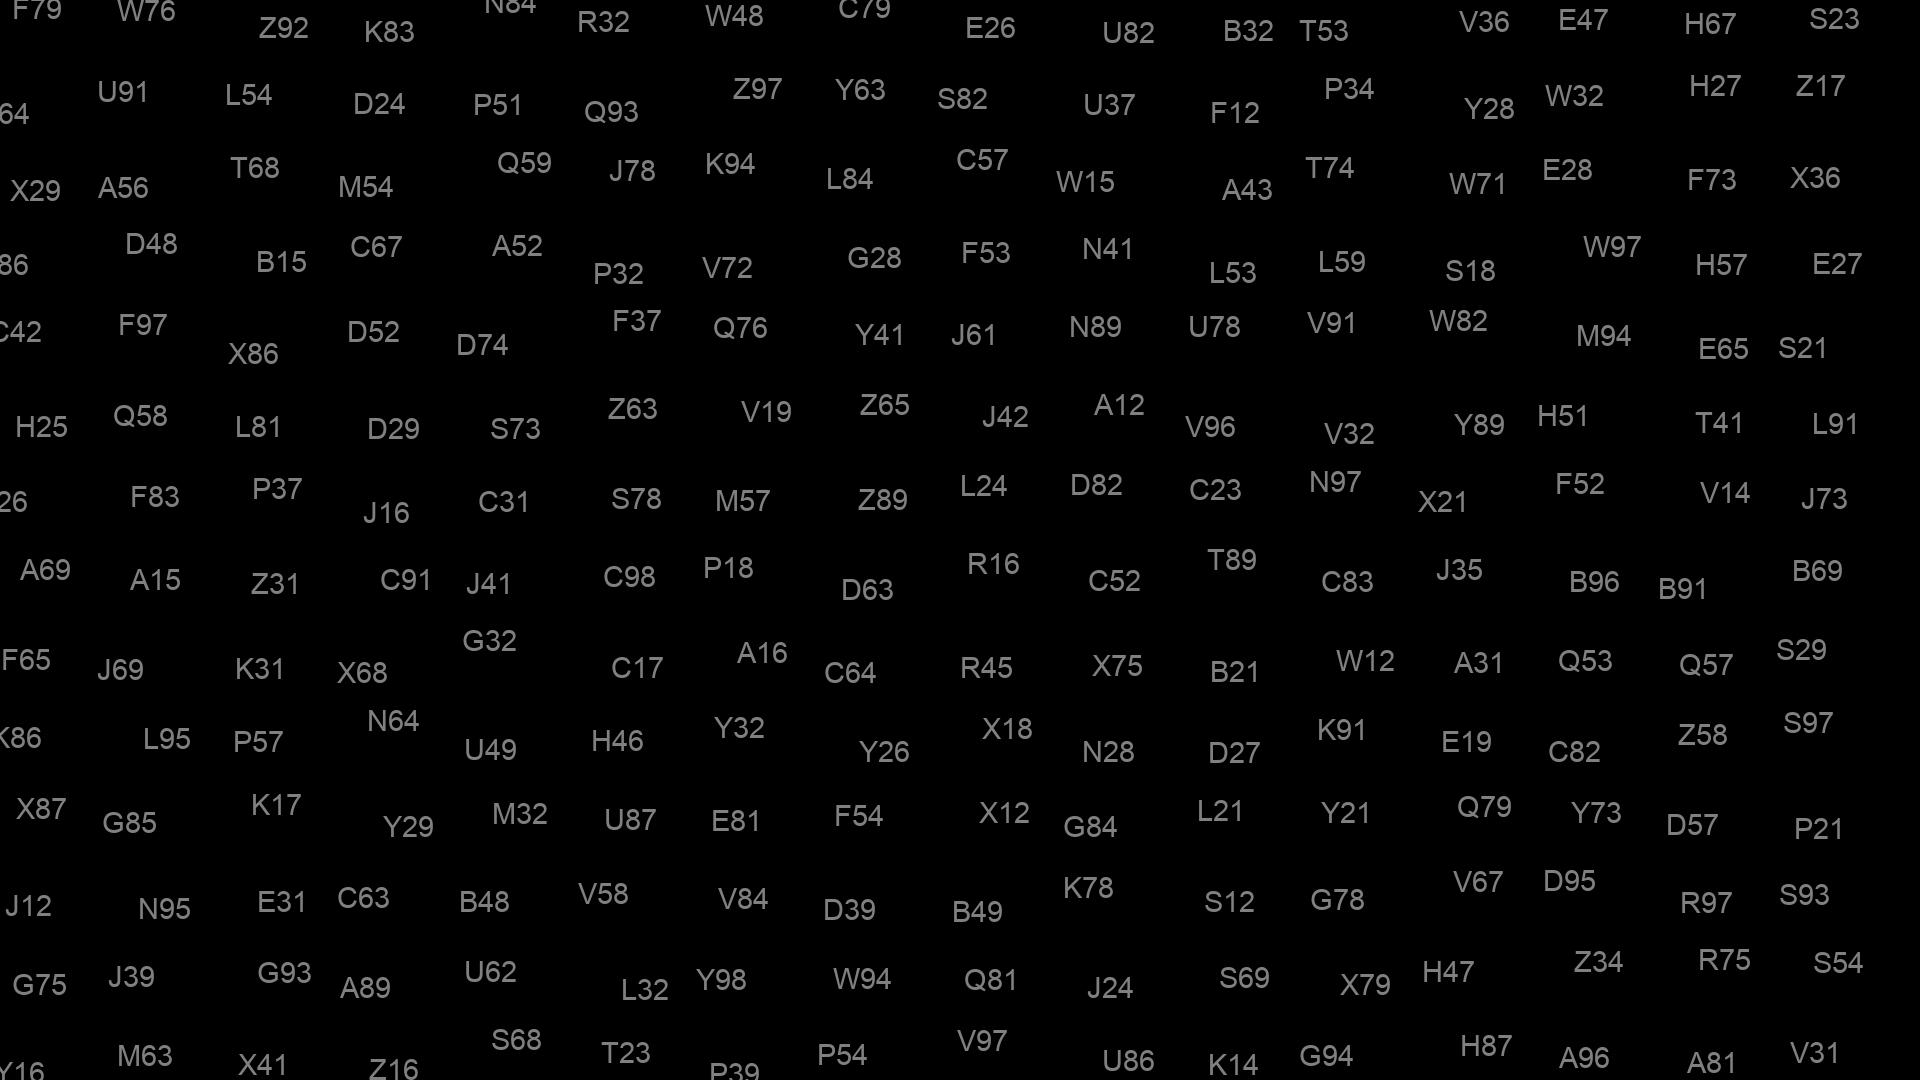 F79 W76 Z92 K83 N84 R32 W48 C79 E26 U82 B32 T53 V36 E47 H67 S23
64 U91 L54 D24 P51 Q93 Z97 Y63 S82 U37 F12 P34 Y28 W32 H27 Z17
X29 A56 T68 M54 Q59 J78 K94 L84 C57 W15 A43 T74 W71 E28 F73 X36
86 D48 B15 C67 A52 P32 V72 G28 F53 N41 L53 L59 S18 W97 H57 E27
C42 F97 X86 D52 D74 F37 Q76 Y41 J61 N89 U78 V91 W82 M94 E65 S21
H25 Q58 L81 D29 S73 Z63 V19 Z65 J42 A12 V96 V32 Y89 H51 T41 L91
26 F83 P37 J16 C31 S78 M57 Z89 L24 D82 C23 N97 X21 F52 V14 J73
A69 A15 Z31 C91 J41 C98 P18 D63 R16 C52 T89 C83 J35 B96 B91 B69
F65 J69 K31 X68 G32 C17 A16 C64 R45 X75 B21 W12 A31 Q53 Q57 S29
K86 L95 P57 N64 U49 H46 Y32 Y26 X18 N28 D27 K91 E19 C82 Z58 S97
X87 G85 K17 Y29 M32 U87 E81 F54 X12 G84 L21 Y21 Q79 Y73 D57 P21
J12 N95 E31 C63 B48 V58 V84 D39 B49 K78 S12 G78 V67 D95 R97 S93
G75 J39 G93 A89 U62 L32 Y98 W94 Q81 J24 S69 X79 H47 Z34 R75 S54
Y16 M63 X41 Z16 S68 T23 P39 P54 V97 U86 K14 G94 H87 A96 A81 V31